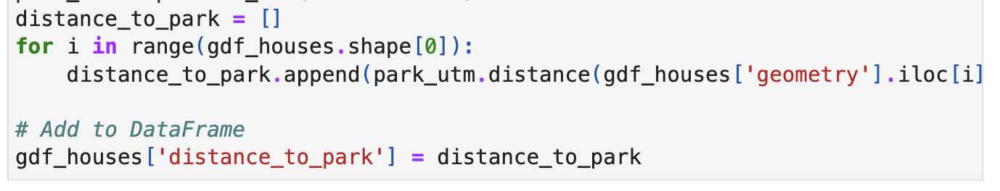 distance_to_park = []
for i in range(gdf_houses.shape[0]):
    distance_to_park.append(park_utm.distance(gdf_houses['geometry'].iloc[i]
# Add to DataFrame
gdf_houses['distance_to_park'] = distance_to_park